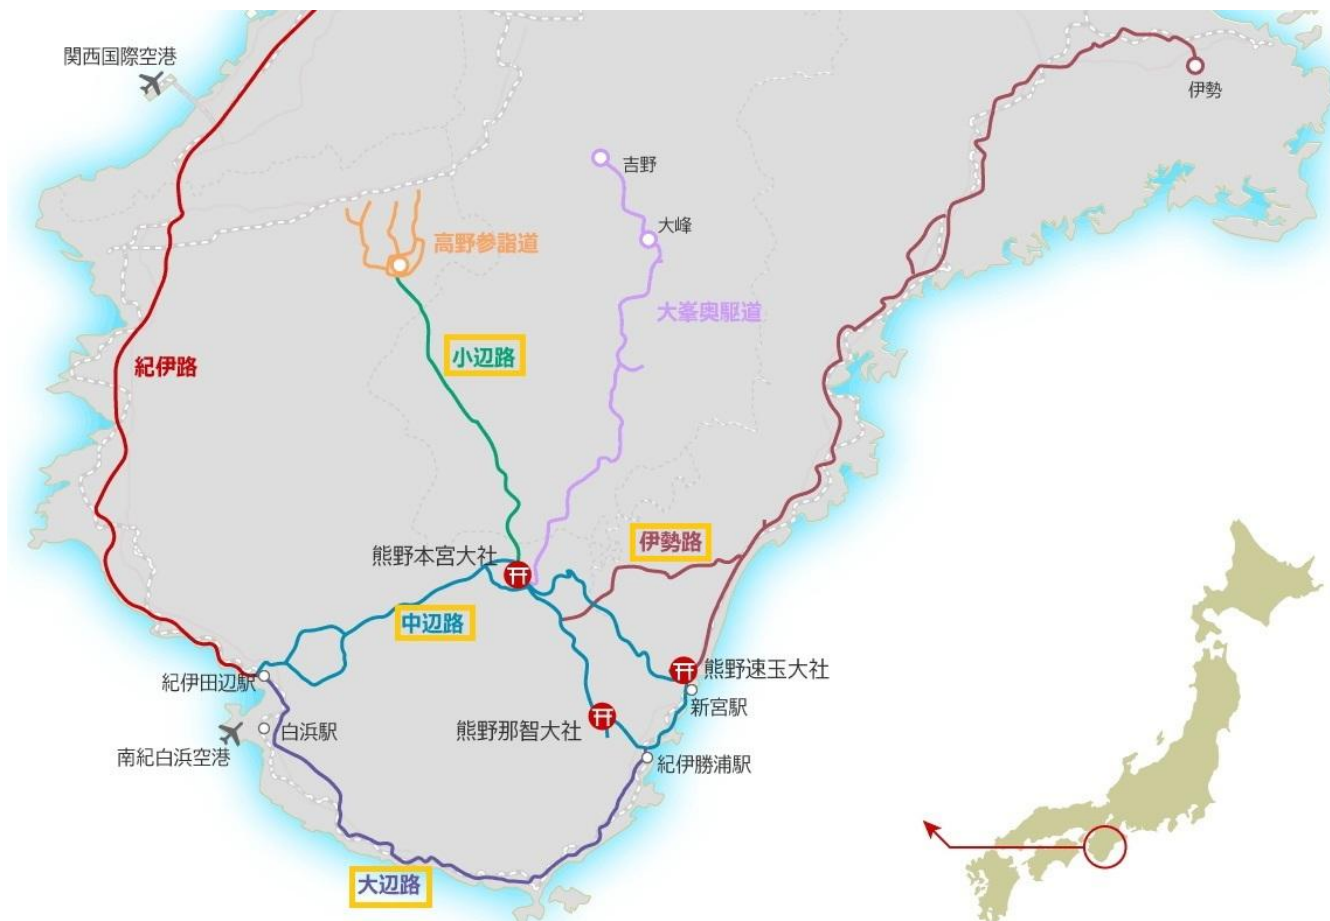 関西国際空港
伊勢
吉野
大峰
高野参詣道
大峯奥駈道
小辺路
紀伊路
伊勢路
熊野本宮大社
中辺路
熊野速玉大社
紀伊田辺駅
新宮駅
白浜駅
熊野那智大社
南紀白浜空港
紀伊勝浦駅
大辺路